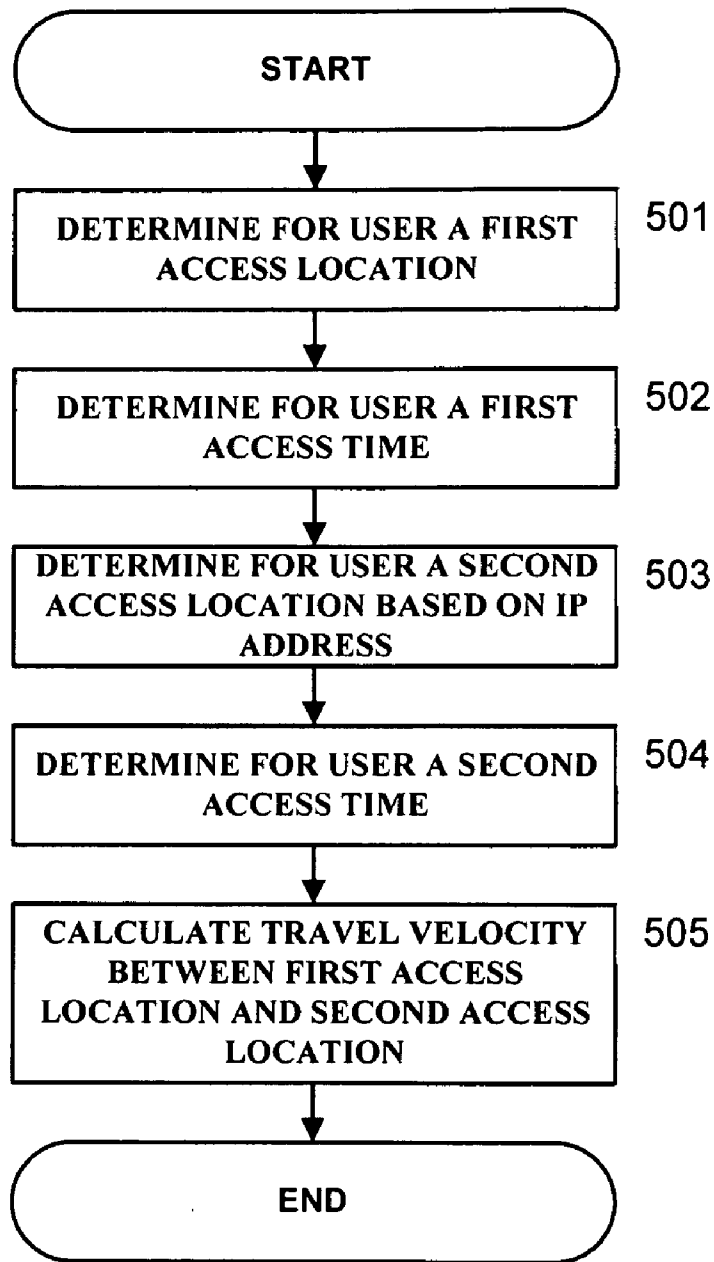 START
DETERMINE FOR USER A FIRST
ACCESS LOCATION
501
DETERMINE FOR USER A FIRST
ACCESS TIME
502
DETERMINE FOR USER A SECOND
ACCESS LOCATION BASED ON IP
ADDRESS
503
DETERMINE FOR USER A SECOND
ACCESS TIME
504
CALCULATE TRAVEL VELOCITY
BETWEEN FIRST ACCESS
LOCATION AND SECOND ACCESS
LOCATION
505
END